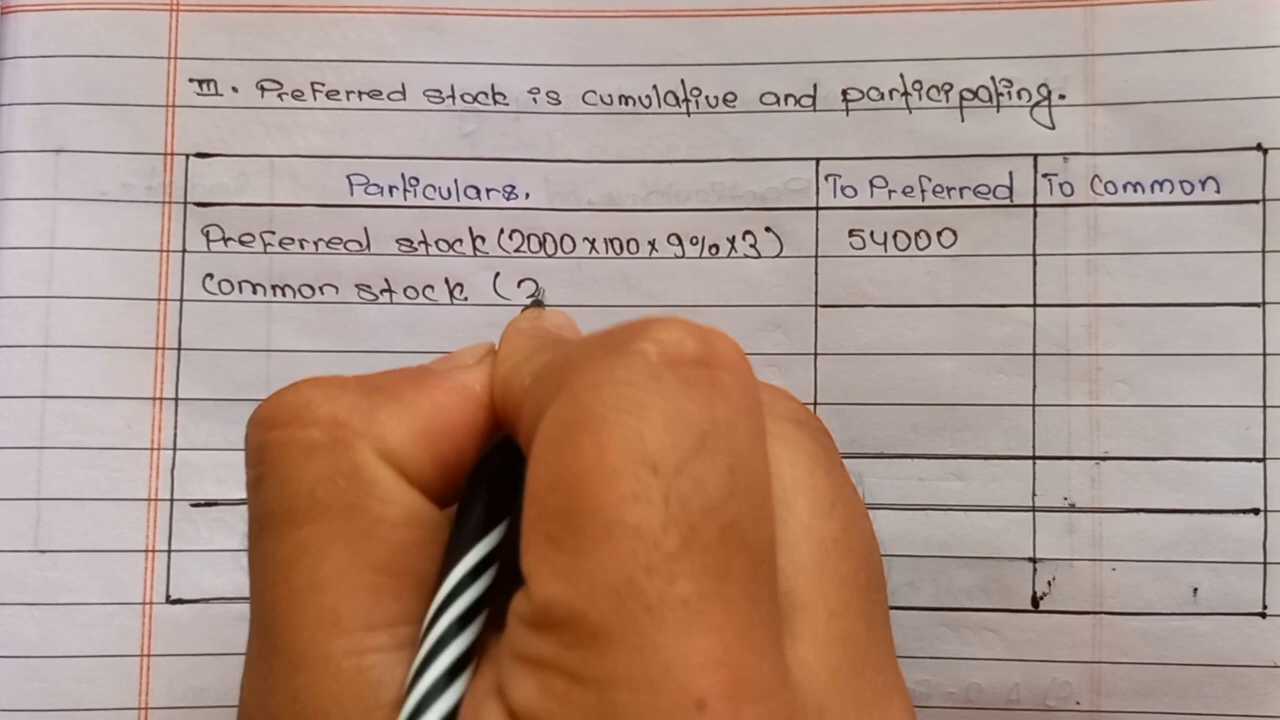 III. Preferred stock is cumulative and participating.
Particulars. To Preferred To Common
Preferred stock (2000 x 100 x 9% x 3) 54000
Common stock (2